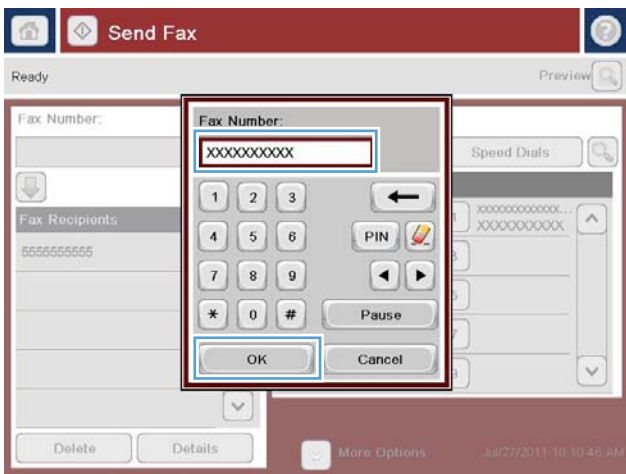 Send Fax
Ready
Preview
Fax Number:
Speed Dials
Fax Recipients
5555555555
Fax Number:
XXXXXXXXXX
1 2 3
4 5 6 PIN
7 8 9
* 0 # Pause
OK Cancel
XXXXXXXXXXXXX...
XXXXXXXXXX
Delete Details
More Options
Jul/27/2011 10:10:46 AM